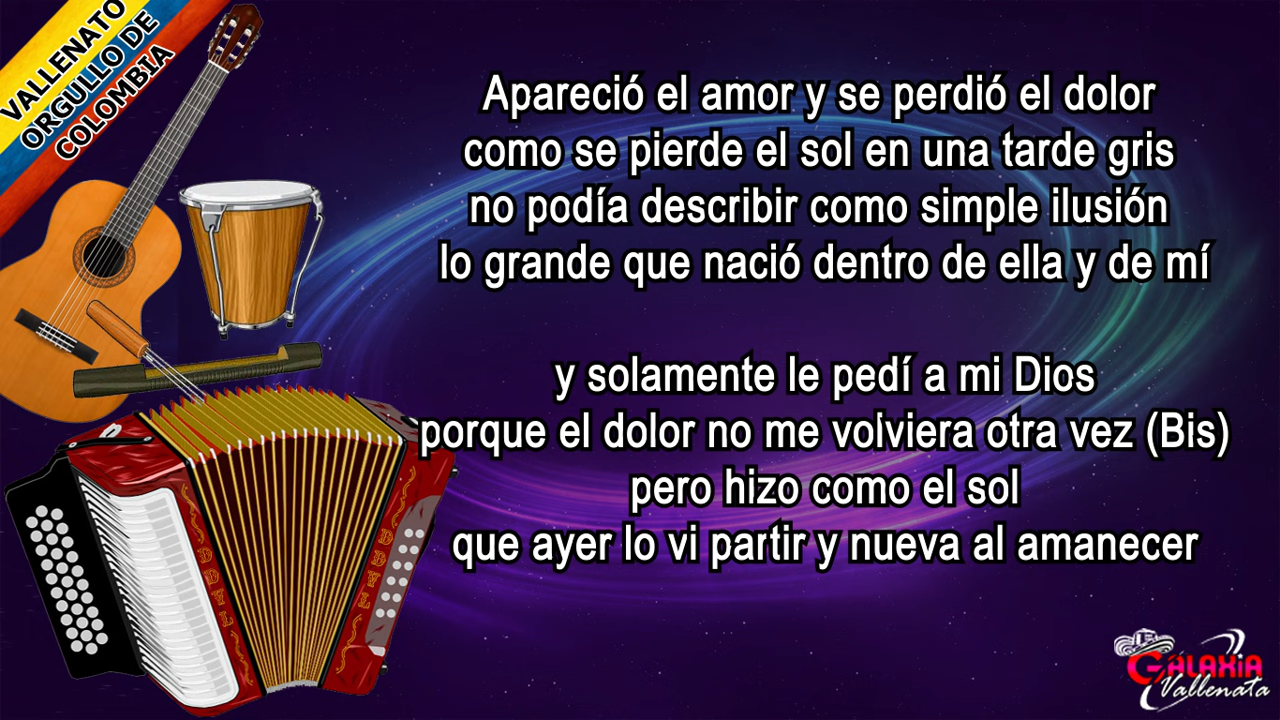 VALLENATO
ORGULLO DE
COLOMBIA
Apareció el amor y se perdió el dolor
como se pierde el sol en una tarde gris
no podía describir como simple ilusión
lo grande que nació dentro de ella y de mí
y solamente le pedí a mi Dios
porque el dolor no me volviera otra vez (Bis)
pero hizo como el sol
que ayer lo vi partir y nueva al amanecer
GALAXiA
Vallenata